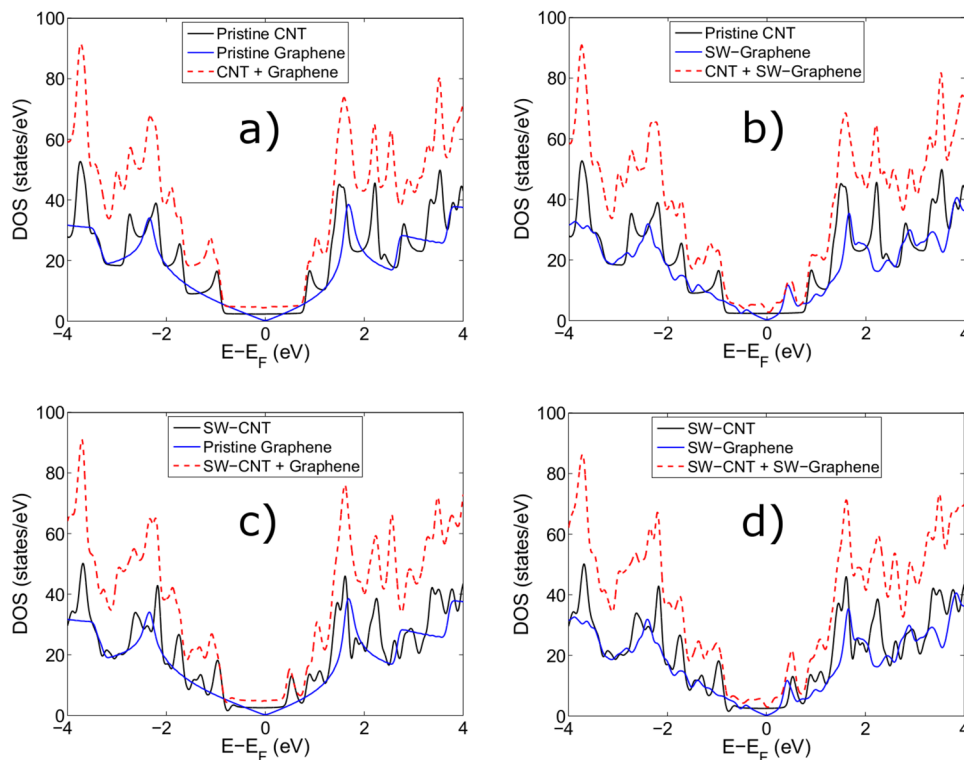 100
80
60
40
20
0
DOS (states/eV)
Pristine CNT
Pristine Graphene
CNT + Graphene
a)
−4 −2 0 2 4
E−EF (eV)
100
80
60
40
20
0
DOS (states/eV)
Pristine CNT
SW−Graphene
CNT + SW−Graphene
b)
−4 −2 0 2 4
E−EF (eV)
100
80
60
40
20
0
DOS (states/eV)
SW−CNT
Pristine Graphene
SW−CNT + Graphene
c)
−4 −2 0 2 4
E−EF (eV)
100
80
60
40
20
0
DOS (states/eV)
SW−CNT
SW−Graphene
SW−CNT + SW−Graphene
d)
−4 −2 0 2 4
E−EF (eV)